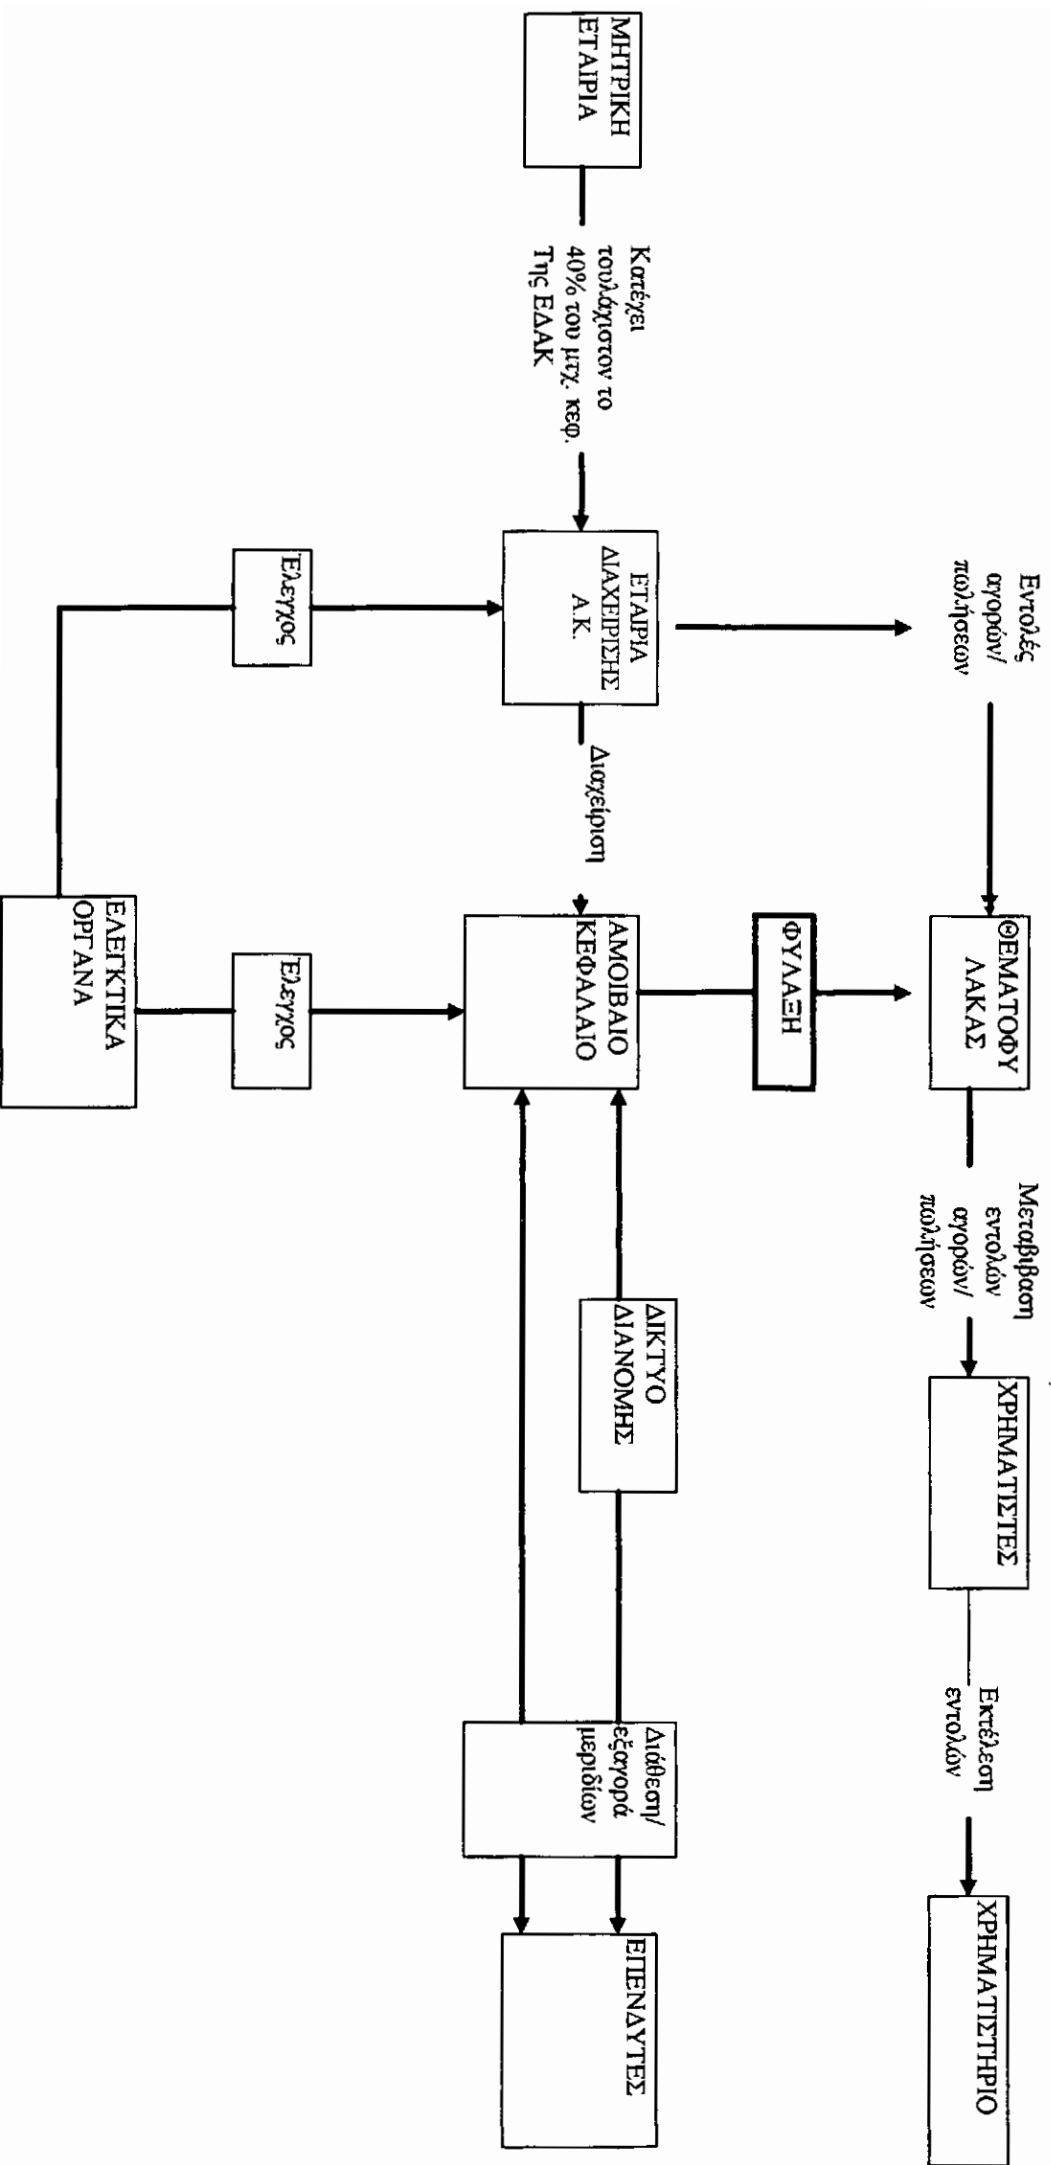 Εντολές
αγορών/
πωλήσεων
ΘΕΜΑΤΟΦΥ
ΛΑΚΑΣ
Μεταβιβαση
εντολών
αγορών/
πωλήσεων
ΧΡΗΜΑΤΙΣΤΕΣ
Εκτέλεση
εντολών
ΧΡΗΜΑΤΙΣΤΗΡΙΟ
ΦΥΛΑΞΗ
ΜΗΤΡΙΚΗ
ΕΤΑΙΡΙΑ
Κατέχει
τουλάχιστον το
40% του μτχ. κεφ.
Της ΕΔΑΚ
ΕΤΑΙΡΙΑ
ΔΙΑΧΕΙΡΙΣΗΣ
Α.Κ.
Διαχείριση
ΑΜΟΙΒΑΙΟ
ΚΕΦΑΛΑΙΟ
ΔΙΚΤΥΟ
ΔΙΑΝΟΜΗΣ
Διάθεση/
εξαγορά
μεριδίων
ΕΠΕΝΔΥΤΕΣ
Έλεγχος
Έλεγχος
ΕΛΕΓΚΤΙΚΑ
ΟΡΓΑΝΑ